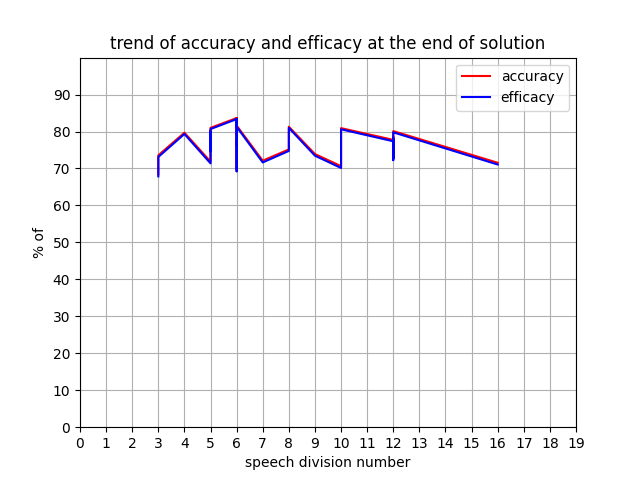 trend of accuracy and efficacy at the end of solution
accuracy
efficacy
90
80
70
60
50
40
30
20
10
0
% of
0 1 2 3 4 5 6 7 8 9 10 11 12 13 14 15 16 17 18 19
speech division number